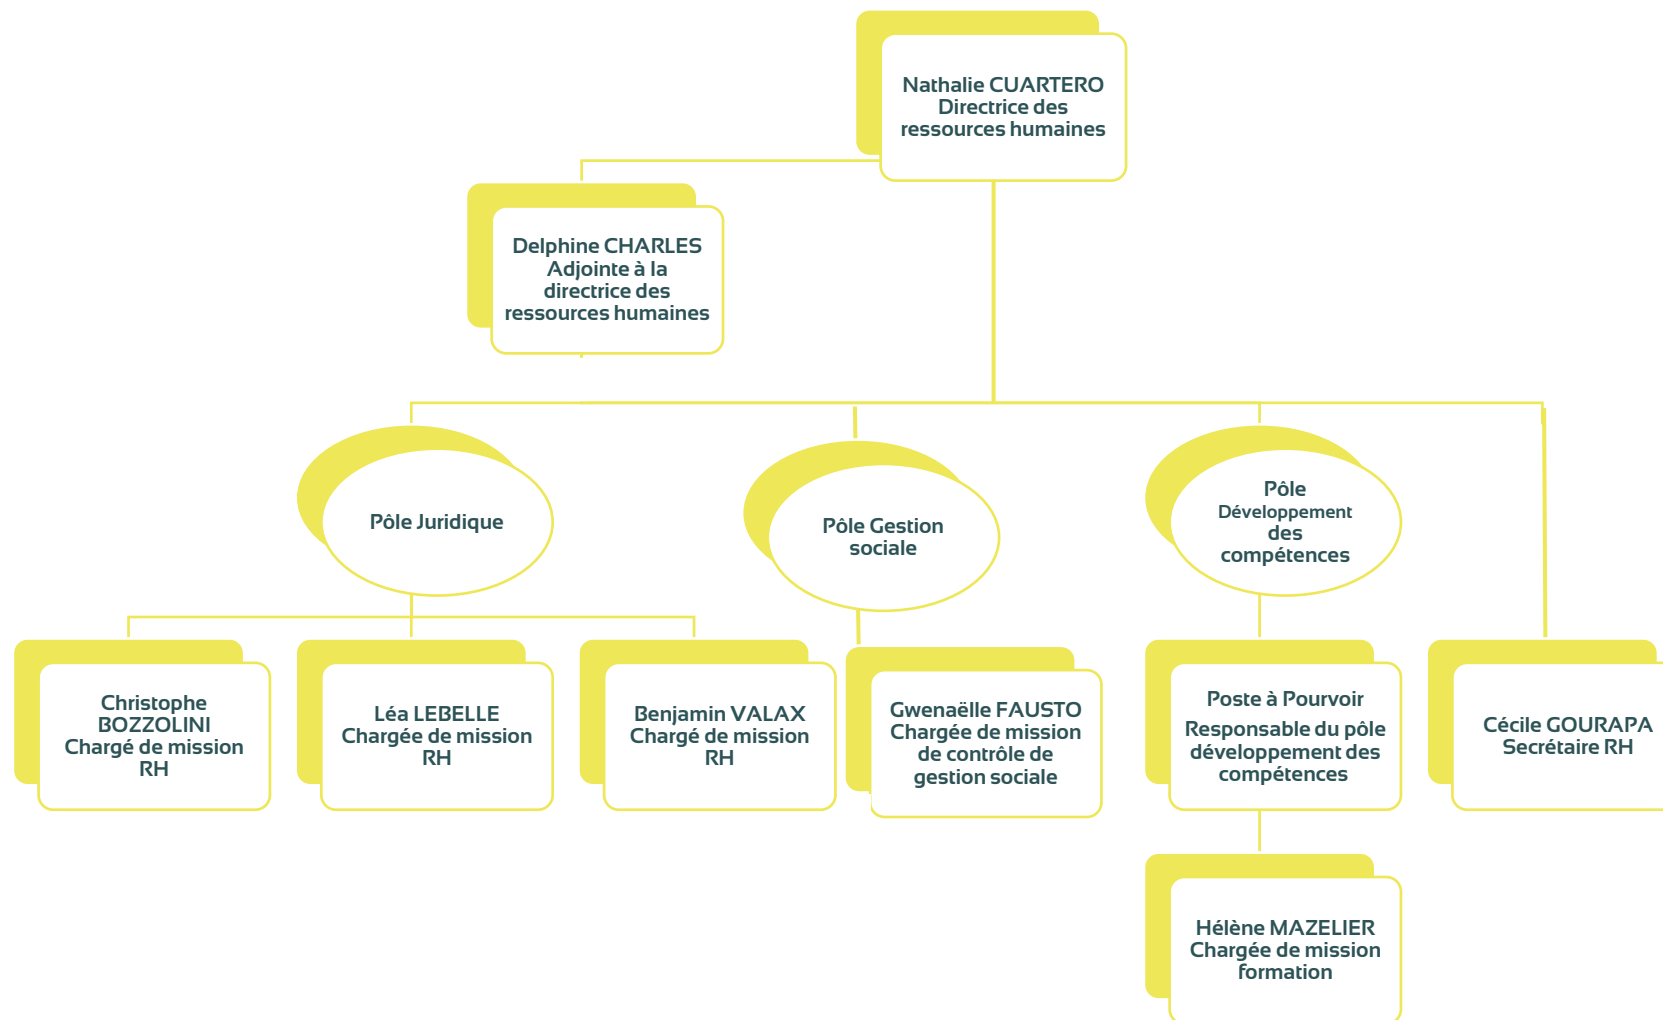 Nathalie CUARTERO
Directrice des
ressources humaines
Delphine CHARLES
Adjointe à la
directrice des
ressources humaines
Pôle Juridique
Pôle Gestion
sociale
Pôle
Développement
des
compétences
Christophe
BOZZOLINI
Chargé de mission
RH
Léa LEBELLE
Chargée de mission
RH
Benjamin VALAX
Chargé de mission
RH
Gwenaëlle FAUSTO
Chargée de mission
de contrôle de
gestion sociale
Poste à Pourvoir
Responsable du pôle
développement des
compétences
Cécile GOURAPA
Secrétaire RH
Hélène MAZELIER
Chargée de mission
formation